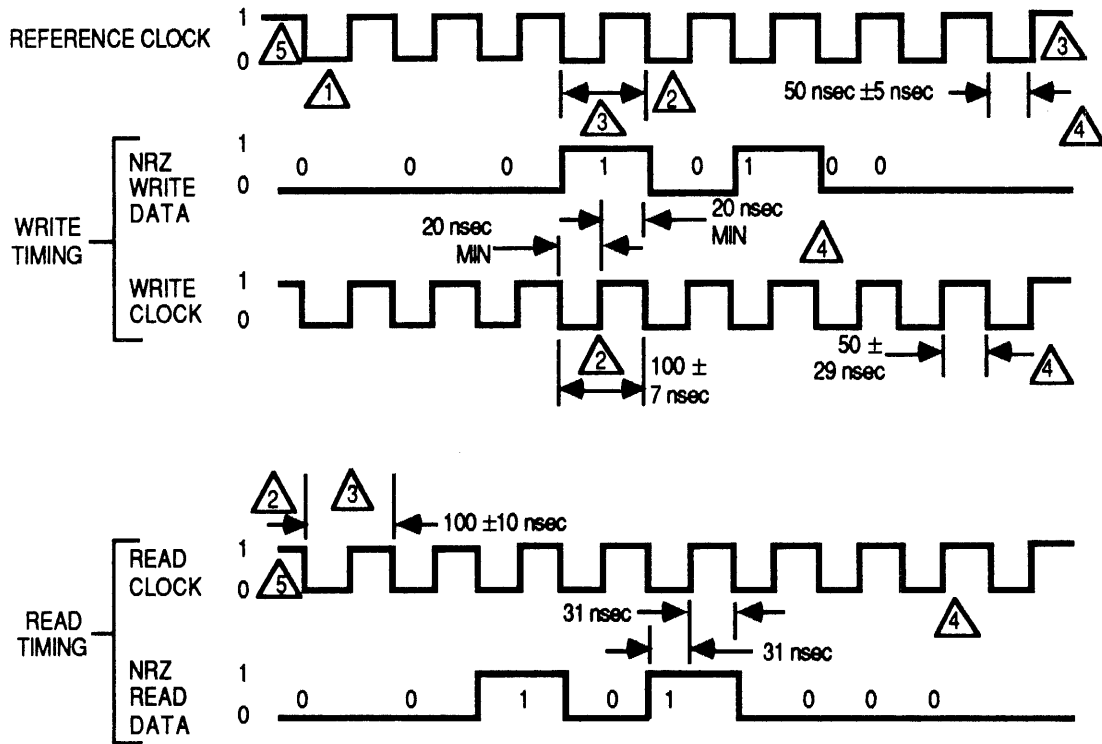 1
REFERENCE CLOCK
0
5
3
1
2
3
50 nsec ±5 nsec
4
WRITE
TIMING
1
0
NRZ
WRITE
DATA
0 0 0 1 0 1 0 0
20 nsec
MIN
20 nsec
MIN
4
WRITE
CLOCK
1
0
2
100 ±
7 nsec
50 ±
29 nsec
4
2
3
100 ±10 nsec
READ
TIMING
READ
CLOCK
1
0
5
4
31 nsec
31 nsec
NRZ
READ
DATA
1
0
0 0 1 0 1 0 0 0